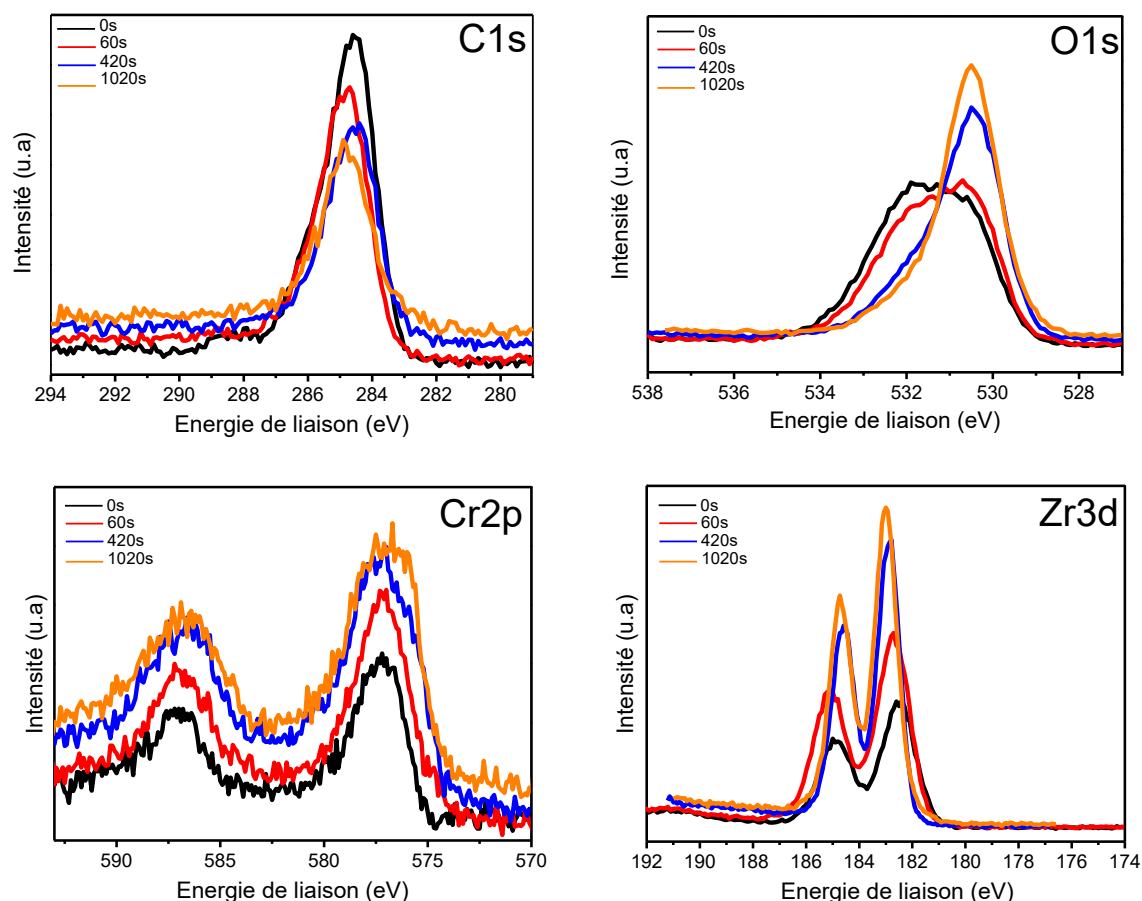 C1s
0s
60s
420s
1020s
Intensité (u.a)
294 292 290 288 286 284 282 280
Energie de liaison (eV)
O1s
0s
60s
420s
1020s
Intensité (u.a)
538 536 534 532 530 528
Energie de liaison (eV)
Cr2p
0s
60s
420s
1020s
Intensité (u.a)
590 585 580 575 570
Energie de liaison (eV)
Zr3d
0s
60s
420s
1020s
Intensité (u.a)
192 190 188 186 184 182 180 178 176 174
Energie de liaison (eV)